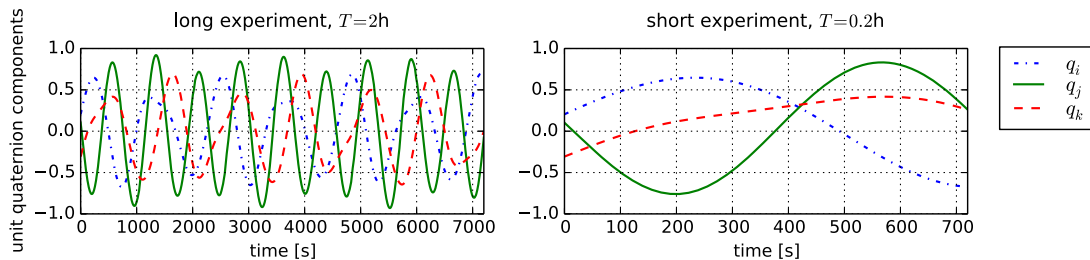 long experiment, T=2h
short experiment, T=0.2h
unit quaternion components
1.0
0.5
0.0
−0.5
−1.0
0 1000 2000 3000 4000 5000 6000 7000
time [s]
1.0
0.5
0.0
−0.5
−1.0
0 100 200 300 400 500 600 700
time [s]
q_i
q_j
q_k